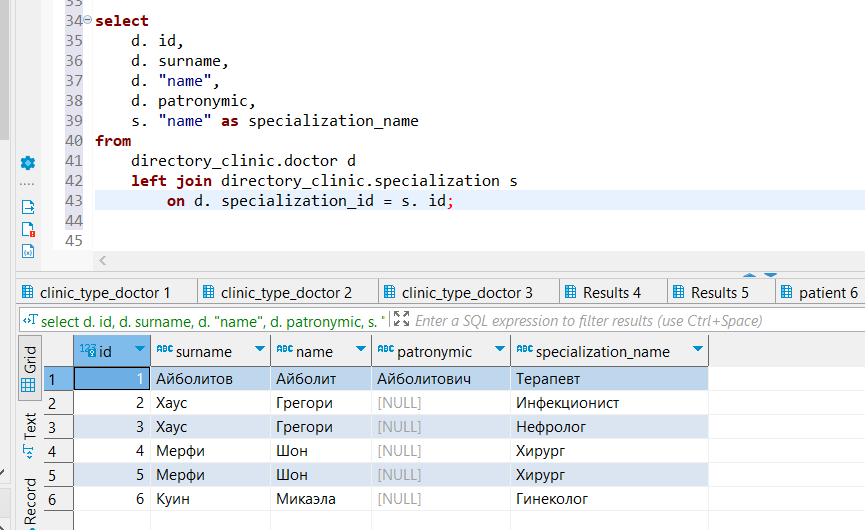 33
34 select
35 d. id,
36 d. surname,
37 d. "name",
38 d. patronymic,
39 s. "name" as specialization_name
40 from
41 directory_clinic.doctor d
42 left join directory_clinic.specialization s
43 on d. specialization_id = s. id;
44
45
clinic_type_doctor 1 clinic_type_doctor 2 clinic_type_doctor 3 Results 4 Results 5 patient 6
select d. id, d. surname, d. "name", d. patronymic, s. " Enter a SQL expression to filter results (use Ctrl+Space)
Grid
Text
Record
123 id ABC surname ABC name ABC patronymic ABC specialization_name
1 1 Айболитов Айболит Айболитович Терапевт
2 2 Хаус Грегори [NULL] Инфекционист
3 3 Хаус Грегори [NULL] Нефролог
4 4 Мерфи Шон [NULL] Хирург
5 5 Мерфи Шон [NULL] Хирург
6 6 Куин Микаэла [NULL] Гинеколог